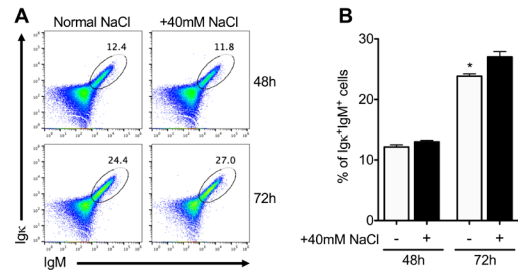 A
Normal NaCl
+40mM NaCl
12.4
11.8
48h
24.4
27.0
72h
Igκ
IgM
B
% of Igκ⁺IgM⁺ cells
30
20
10
0
*
+40mM NaCl
- + - +
48h 72h